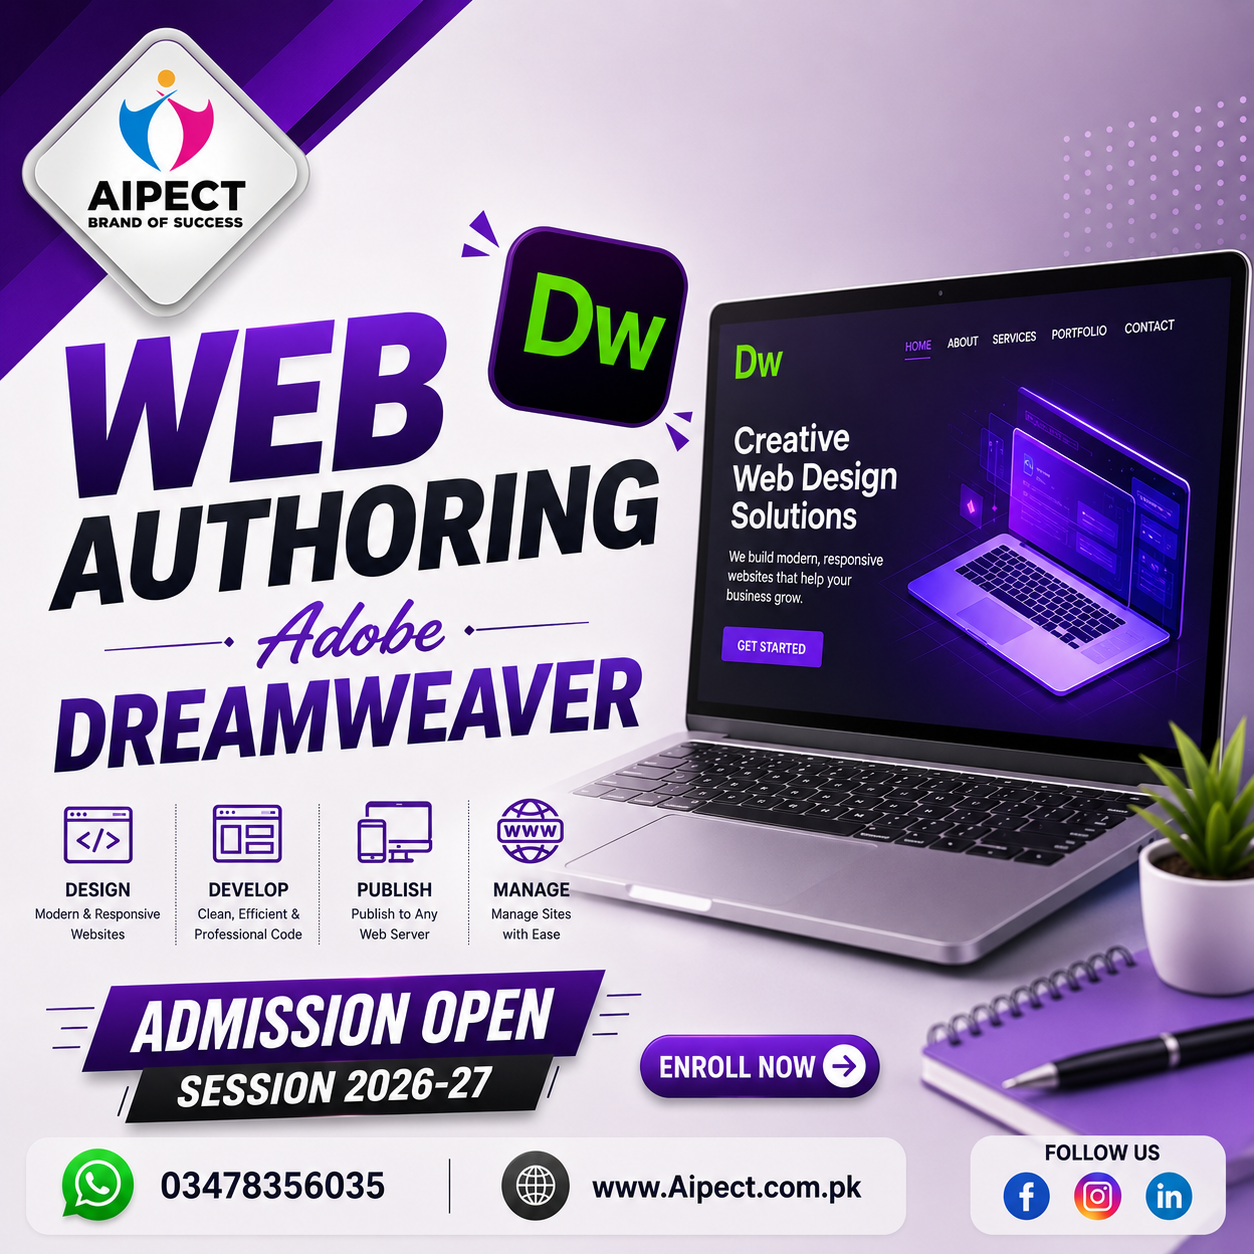 AIPECT
BRAND OF SUCCESS
Dw
WEB
AUTHORING
Adobe
DREAMWEAVER
Dw
HOME ABOUT SERVICES PORTFOLIO CONTACT
Creative
Web Design
Solutions
We build modern, responsive
websites that help your
business grow.
GET STARTED
</>
DESIGN
Modern & Responsive
Websites
DEVELOP
Clean, Efficient &
Professional Code
PUBLISH
Publish to Any
Web Server
WWW
MANAGE
Manage Sites
with Ease
ADMISSION OPEN
SESSION 2026-27
ENROLL NOW
03478356035
www.Aipect.com.pk
FOLLOW US
f
in